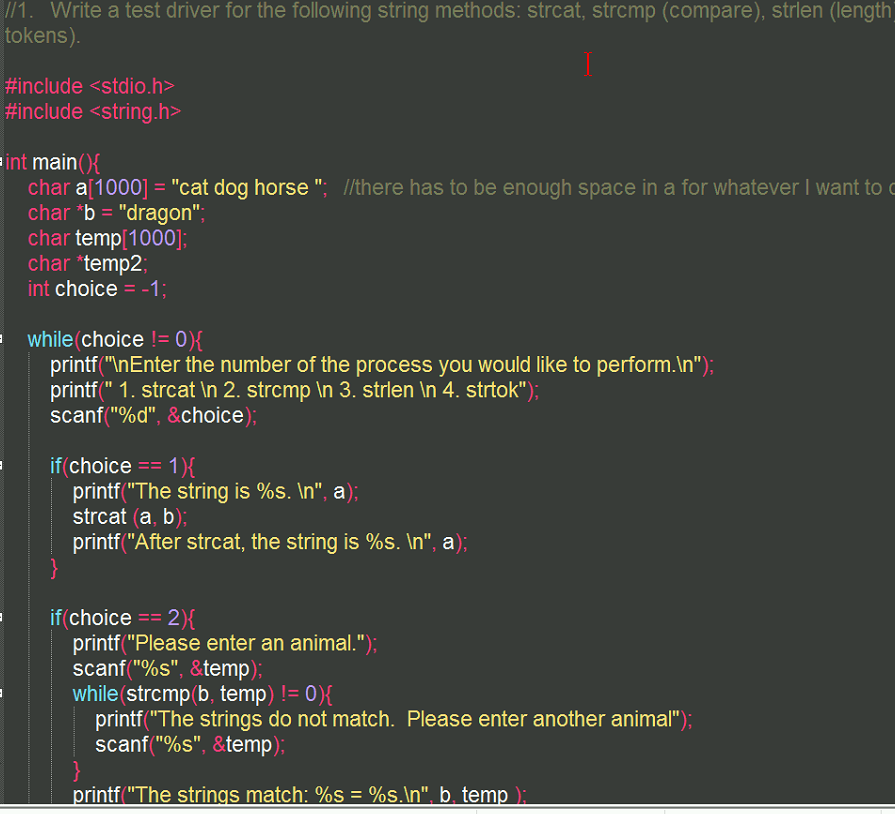 //1.   Write a test driver for the following string methods: strcat, strcmp (compare), strlen (length)
tokens).
#include <stdio.h>
#include <string.h>
int main(){
char a[1000] = "cat dog horse ";   //there has to be enough space in a for whatever I want to
char *b = "dragon";
char temp[1000];
char *temp2;
int choice = -1;
while(choice != 0){
printf("\nEnter the number of the process you would like to perform.\n");
printf(" 1. strcat \n 2. strcmp \n 3. strlen \n 4. strtok");
scanf("%d", &choice);
if(choice == 1){
printf("The string is %s. \n", a);
strcat (a, b);
printf("After strcat, the string is %s. \n", a);
}
if(choice == 2){
printf("Please enter an animal.");
scanf("%s", &temp);
while(strcmp(b, temp) != 0){
printf("The strings do not match.  Please enter another animal");
scanf("%s", &temp);
}
printf("The strings match: %s = %s.\n", b, temp );